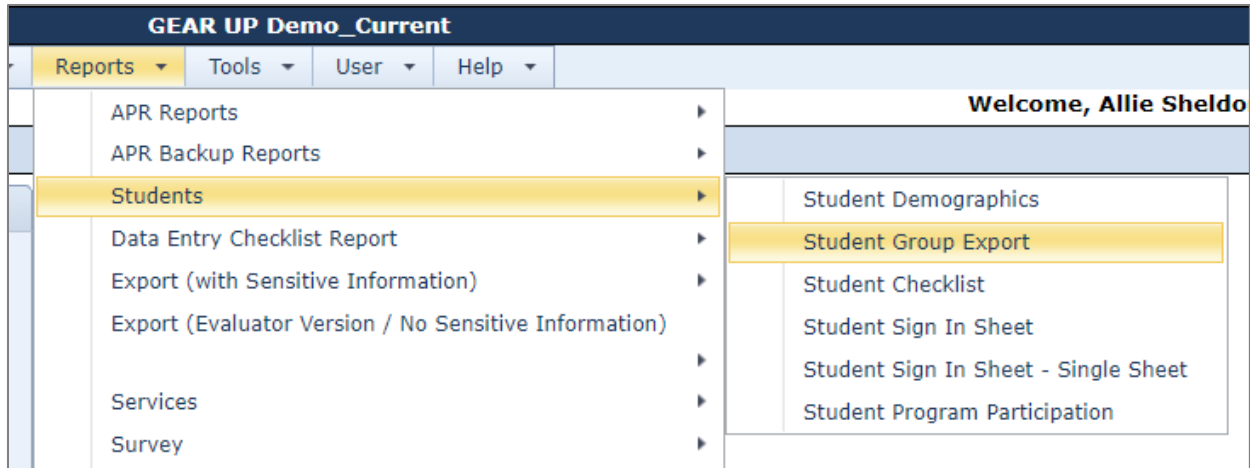 GEAR UP Demo_Current
Reports Tools User Help
Welcome, Allie Sheldo
APR Reports
APR Backup Reports
Students
Data Entry Checklist Report
Export (with Sensitive Information)
Export (Evaluator Version / No Sensitive Information)
Services
Survey
Student Demographics
Student Group Export
Student Checklist
Student Sign In Sheet
Student Sign In Sheet - Single Sheet
Student Program Participation